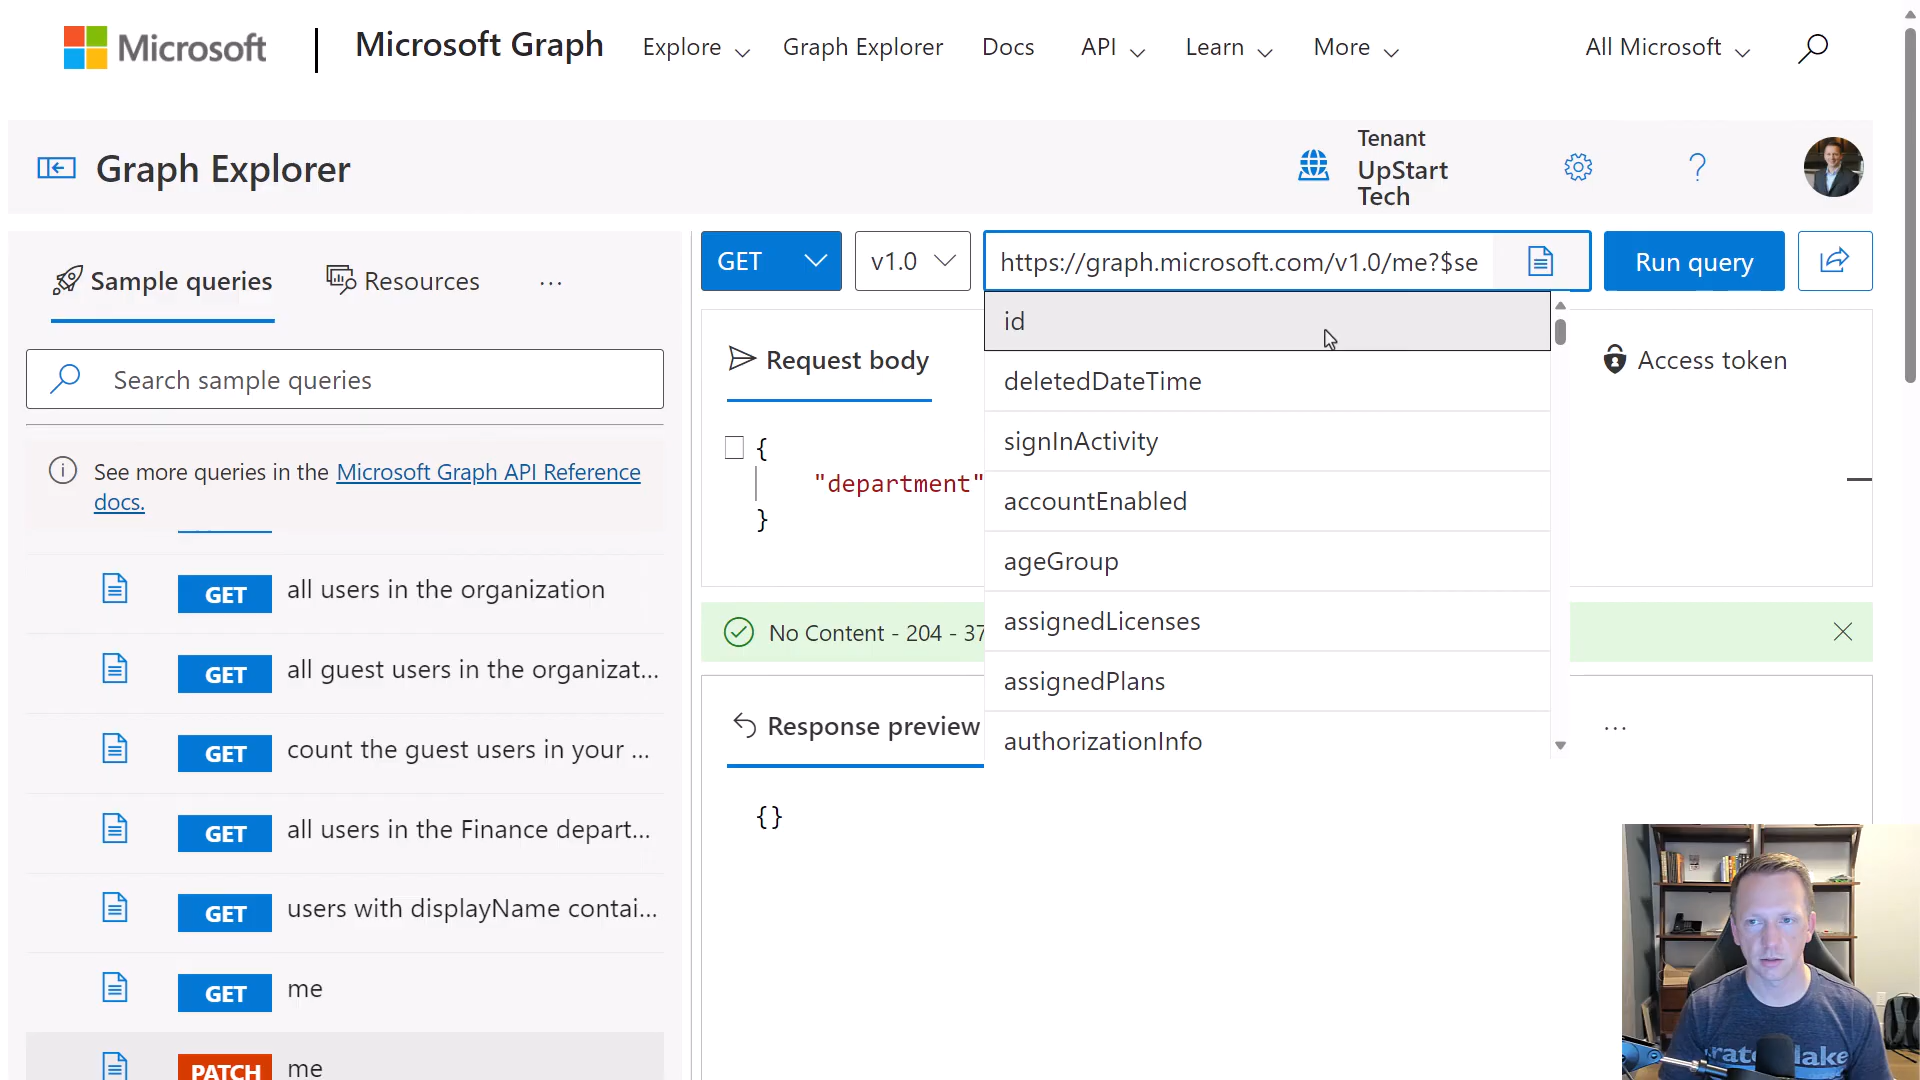 Microsoft
Microsoft Graph
Explore
Graph Explorer
Docs
API
Learn
More
All Microsoft
Graph Explorer
Tenant
UpStart
Tech
?
Sample queries
Resources
...
GET
v1.0
https://graph.microsoft.com/v1.0/me?$se
Run query
Search sample queries
See more queries in the Microsoft Graph API Reference
docs.
GET all users in the organization
GET all guest users in the organizat...
GET count the guest users in your ...
GET all users in the Finance depart...
GET users with displayName contai...
GET me
PATCH me
id
deletedDateTime
signInActivity
accountEnabled
ageGroup
assignedLicenses
assignedPlans
authorizationInfo
Request body
Access token
{
"department"
}
No Content - 204 - 37
Response preview
...
{}